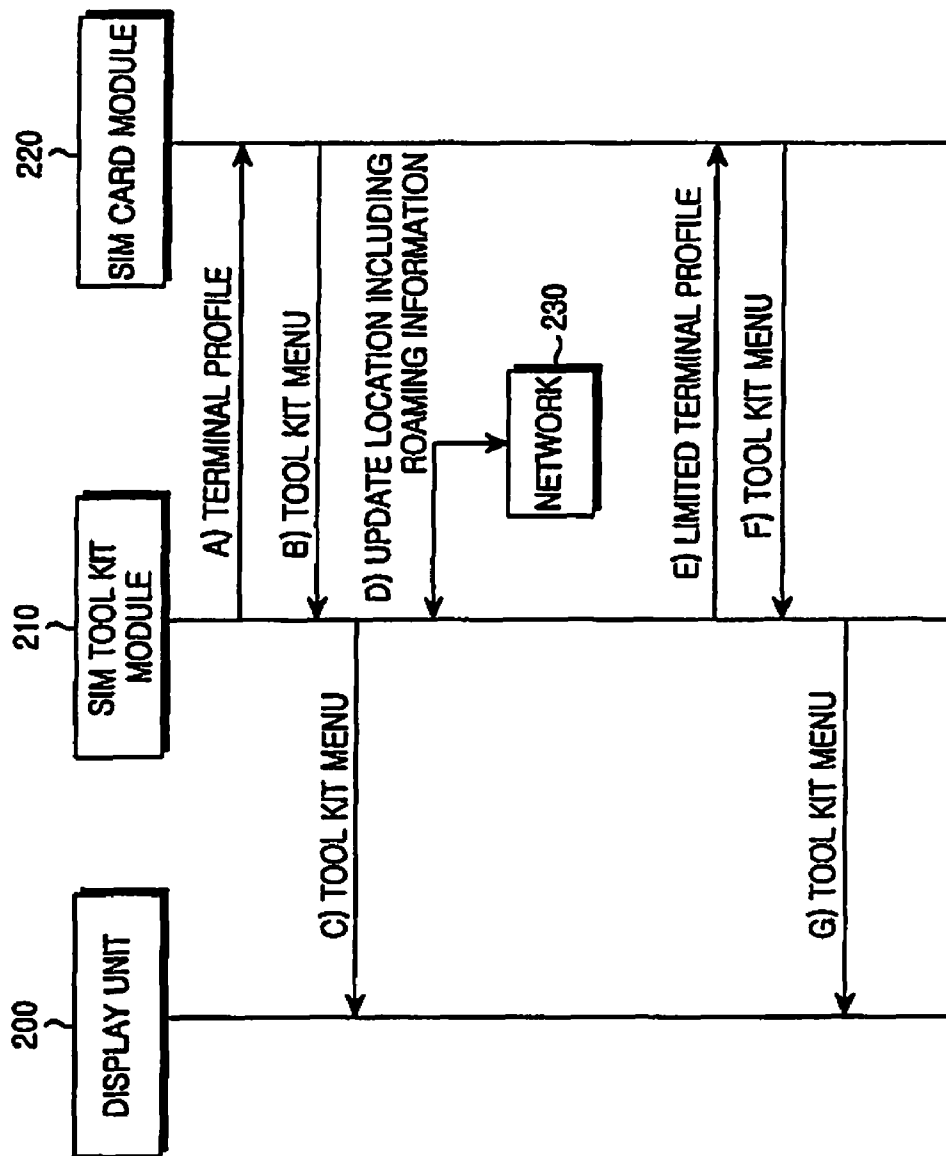 200
DISPLAY UNIT
210
SIM TOOL KIT
MODULE
220
SIM CARD MODULE
A) TERMINAL PROFILE
B) TOOL KIT MENU
C) TOOL KIT MENU
D) UPDATE LOCATION INCLUDING
ROAMING INFORMATION
NETWORK
230
E) LIMITED TERMINAL PROFILE
F) TOOL KIT MENU
G) TOOL KIT MENU